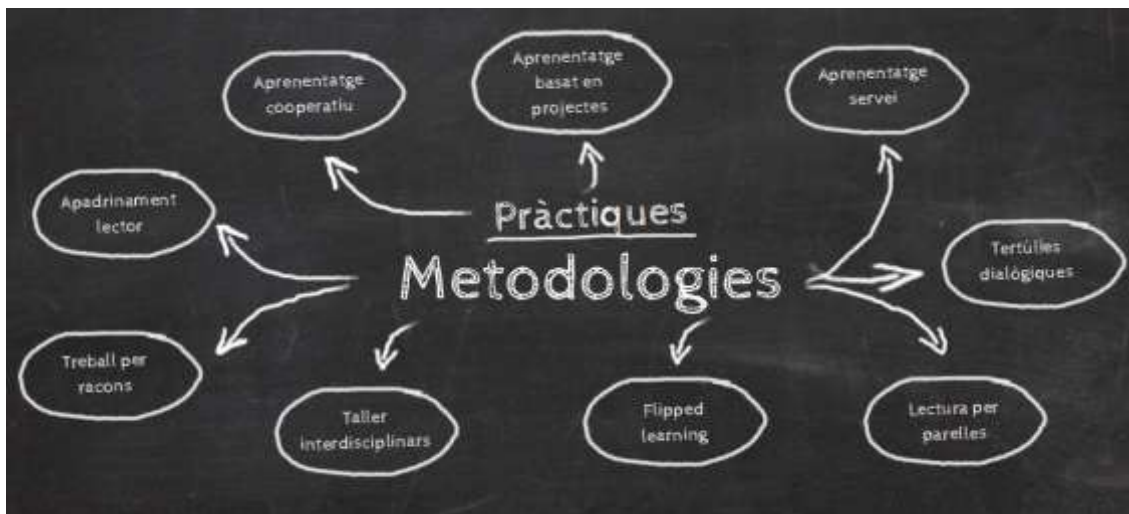 Aprenentatge
cooperatiu
Aprenentatge
basat en
projectes
Aprenentatge
servei
Apadrinament
lector
Pràctiques
Metodologies
Tertúlies
dialògiques
Treball per
racons
Taller
interdisciplinars
Flipped
learning
Lectura per
parelles